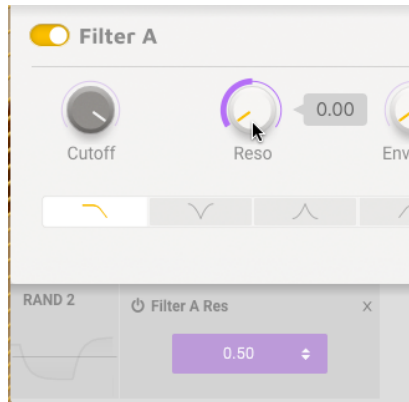 Filter A
0.00
Cutoff
Reso
Env
RAND 2
Filter A Res
X
0.50